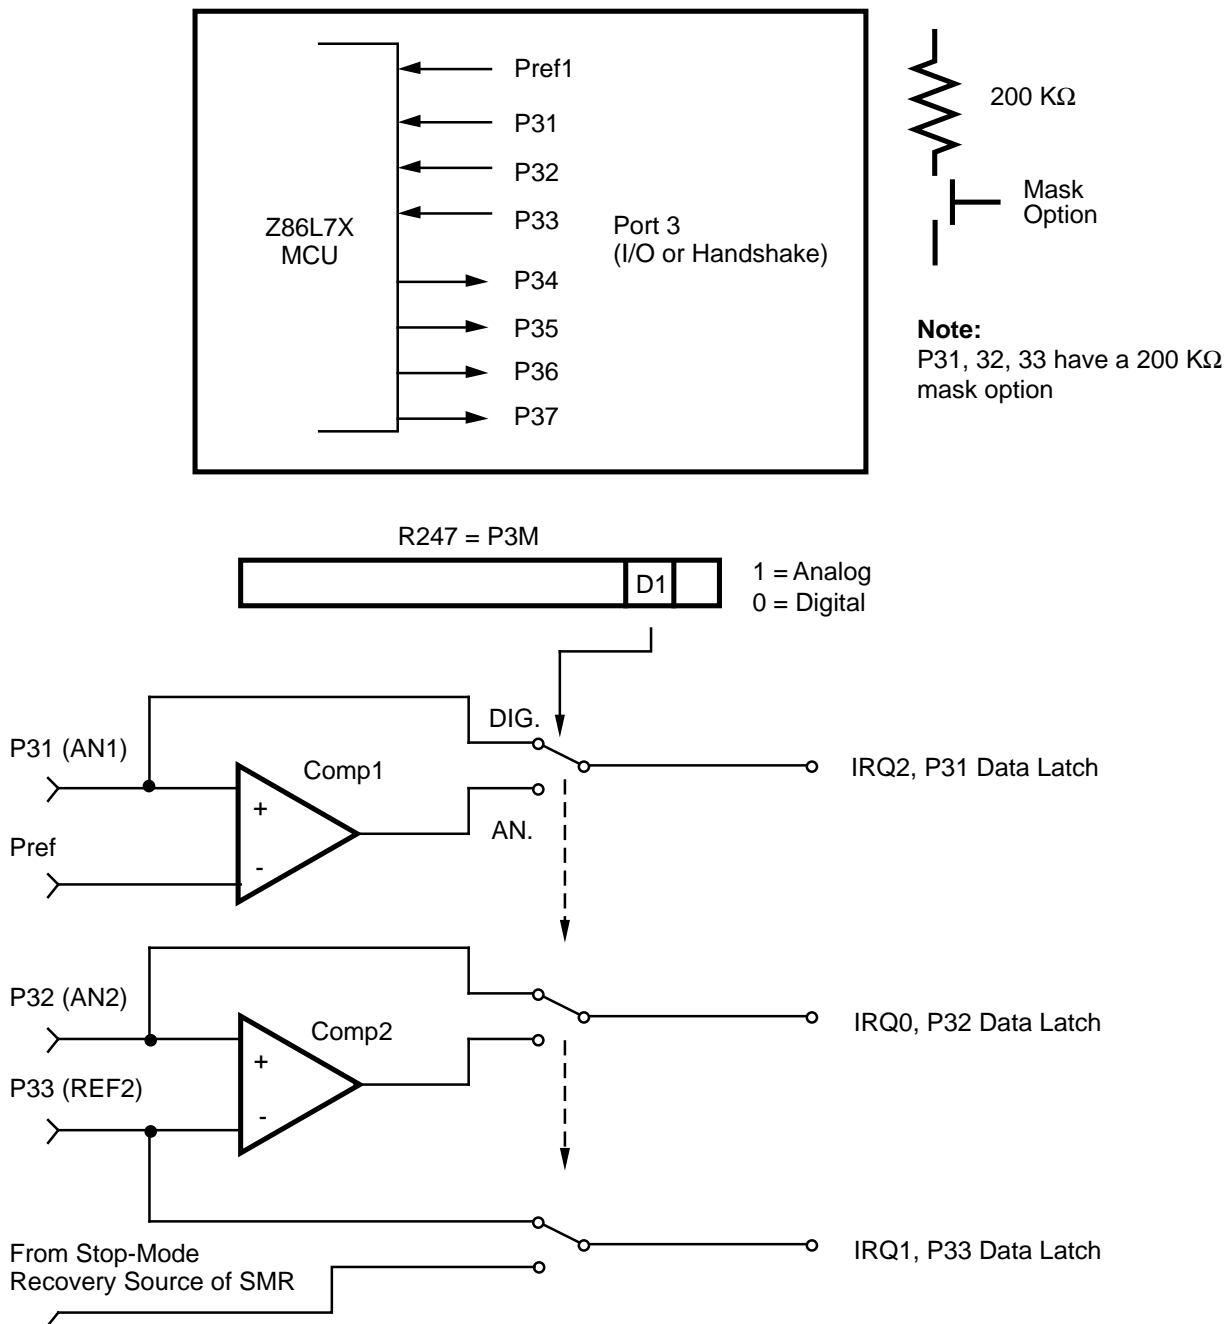 Pref1
P31
P32
P33
P34
P35
P36
P37
Z86L7X
MCU
Port 3
(I/O or Handshake)
200 KΩ
Mask
Option
Note:
P31, 32, 33 have a 200 KΩ
mask option
R247 = P3M
D1
1 = Analog
0 = Digital
DIG.
P31 (AN1)
Comp1
+
-
AN.
Pref
IRQ2, P31 Data Latch
P32 (AN2)
Comp2
+
-
P33 (REF2)
IRQ0, P32 Data Latch
From Stop-Mode
Recovery Source of SMR
IRQ1, P33 Data Latch